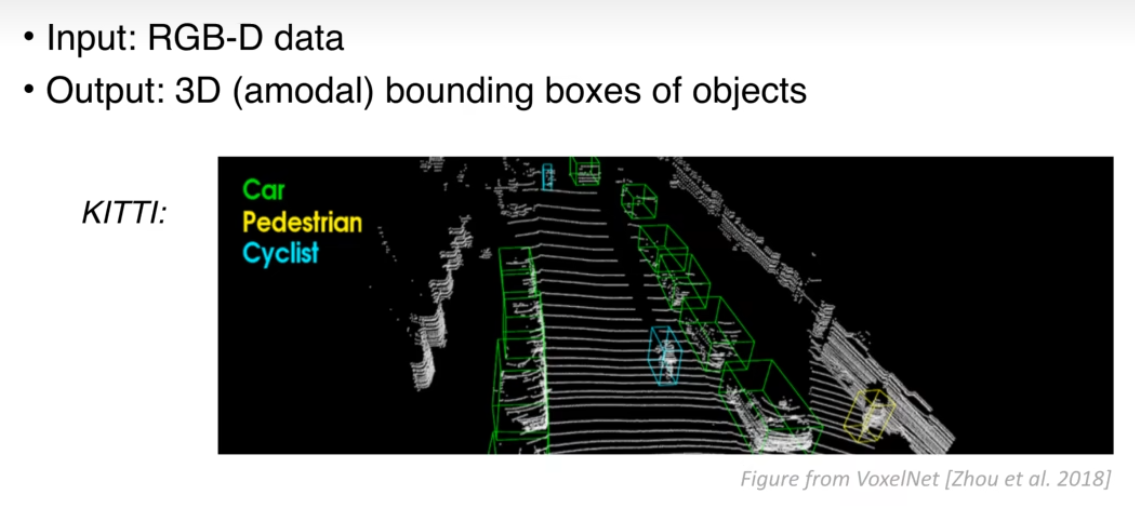 • Input: RGB-D data
• Output: 3D (amodal) bounding boxes of objects
KITTI:
Car
Pedestrian
Cyclist
Figure from VoxelNet [Zhou et al. 2018]